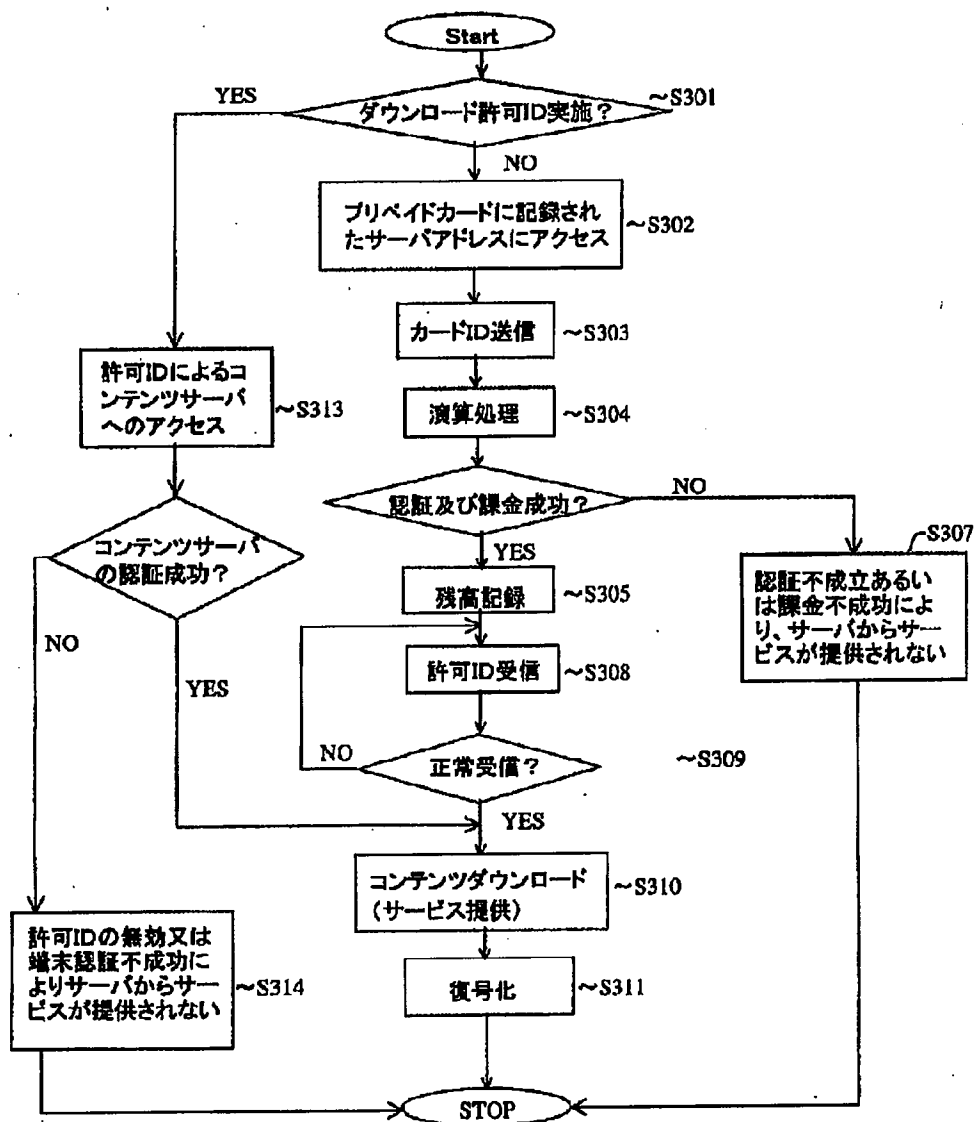 Start
YES
ダウンロード許可ID実施？
～S301
NO
プリペイドカードに記録され
たサーバアドレスにアクセス
～S302
カードID送信
～S303
許可IDによるコ
ンテンツサーバ
へのアクセス
～S313
演算処理
～S304
認証及び課金成功？
NO
YES
S307
コンテンツサーバ
の認証成功？
残高記録
～S305
認証不成立あるい
は課金不成功によ
り、サーバからサー
ビスが提供されない
NO
許可ID受信
～S308
YES
NO
正常受信？
～S309
YES
コンテンツダウンロード
（サービス提供）
～S310
許可IDの無効又は
端末認証不成功に
よりサーバからサー
ビスが提供されない
～S314
復号化
～S311
STOP